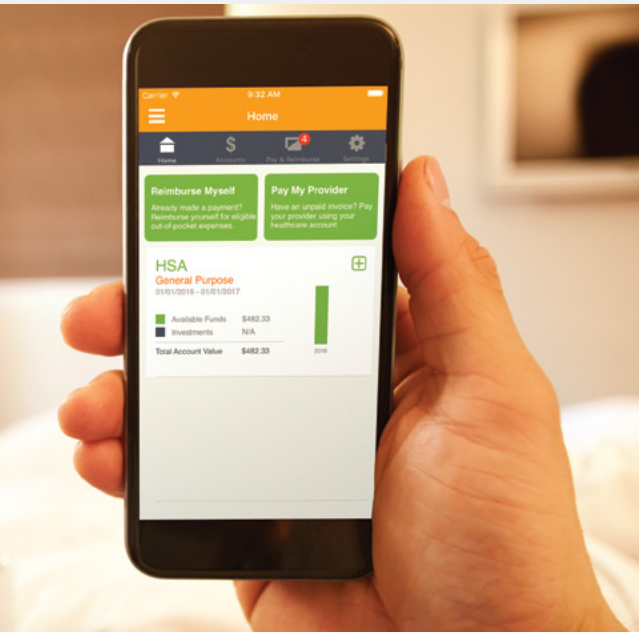 Carrier 9:32 AM
Home
4
Home Accounts Pay & Reimburse Settings
Reimburse Myself
Already made a payment?
Reimburse yourself for eligible
out-of-pocket expenses.
Pay My Provider
Have an unpaid invoice? Pay
your provider using your
healthcare account.
HSA
General Purpose
01/01/2016 - 01/01/2017
Available Funds $482.33
Investments N/A
Total Account Value $482.33
2016